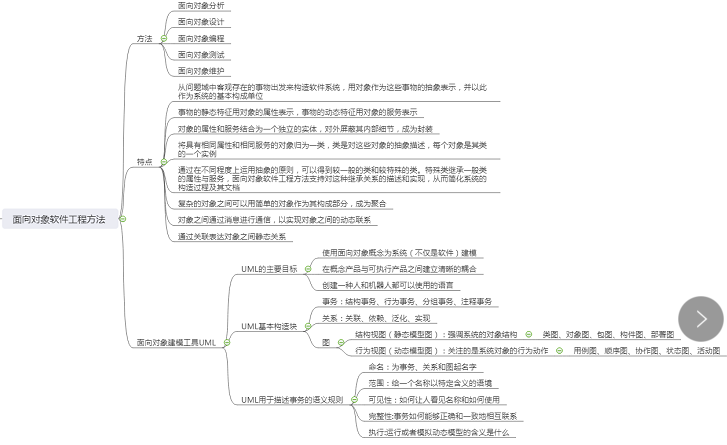 面向对象分析
面向对象设计
方法
面向对象编程
面向对象测试
面向对象维护
从问题域中客观存在的事物出发来构造软件系统，用对象作为这些事物的抽象表示，并以此
作为系统的基本构成单位
事物的静态特征用对象的属性表示，事物的动态特征用对象的服务表示
对象的属性和服务结合为一个独立的实体，对外屏蔽其内部细节，成为封装
将具有相同属性和相同服务的对象归为一类，类是对这些对象的抽象描述，每个对象是其类
的一个实例
特点
通过在不同程度上运用抽象的原则，可以得到较一般的类和较特殊的类。特殊类继承一般类
的属性与服务，面向对象软件工程方法支持对这种继承关系的描述和实现，从而简化系统的
构造过程及其文档
复杂的对象之间可以用简单的对象作为其构成部分，成为聚合
面向对象软件工程方法
对象之间通过消息进行通信，以实现对象之间的动态联系
通过关联表达对象之间静态关系
使用面向对象概念为系统（不仅是软件）建模
UML的主要目标
在概念产品与可执行产品之间建立清晰的耦合
创建一种人和机器人都可以使用的语言
事务：结构事务、行为事务、分组事务、注释事务
UML基本构造块
关系：关联、依赖、泛化、实现
结构视图（静态模型图）：强调系统的对象结构
类图、对象图、包图、构件图、部署图
图
面向对象建模工具UML
行为视图（动态模型图）：关注的是系统对象的行为动作
用例图、顺序图、协作图、状态图、活动图
命名：为事务、关系和图起名字
范围：给一个名称以特定含义的语境
UML用于描述事务的语义规则
可见性：如何让人看见名称和如何使用
完整性:事务如何能够正确和一致地相互联系
执行:运行或者模拟动态模型的含义是什么